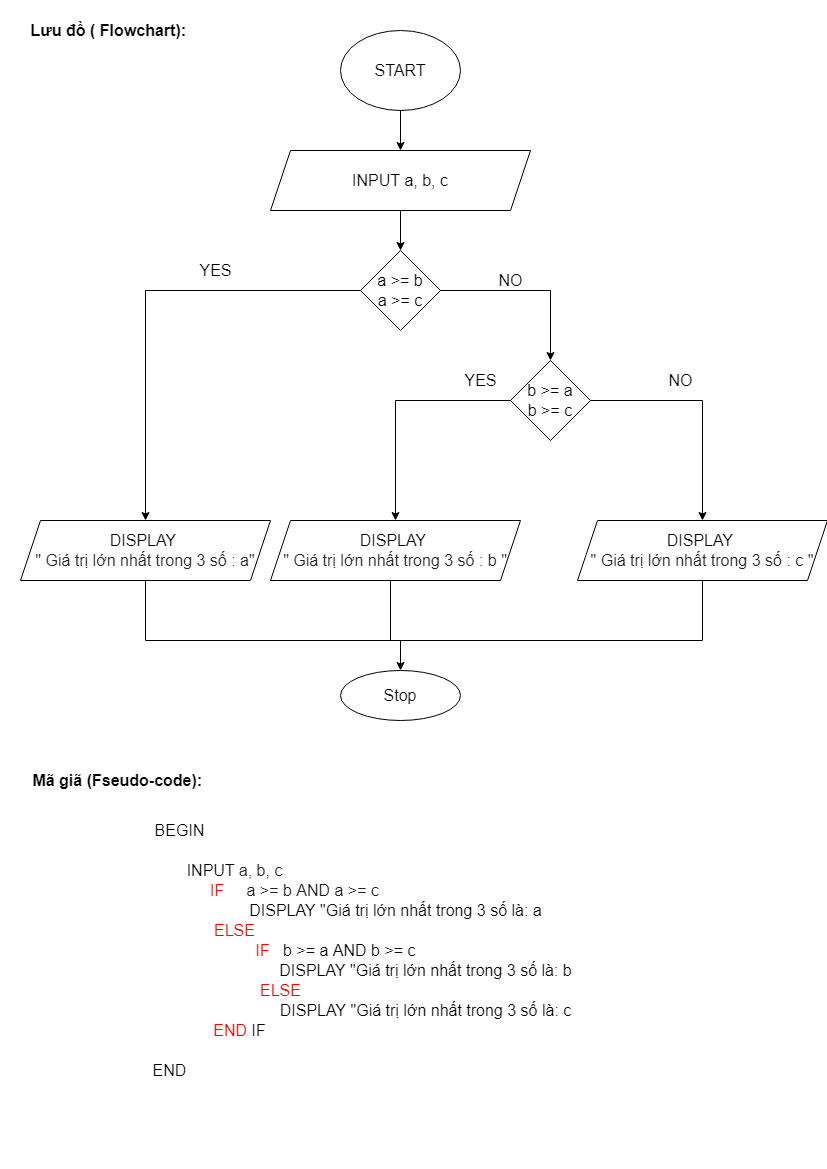 Lưu đồ ( Flowchart):
START
INPUT a, b, c
YES
a >= b
a >= c
NO
YES
b >= a
b >= c
NO
DISPLAY
" Giá trị lớn nhất trong 3 số : a"
DISPLAY
" Giá trị lớn nhất trong 3 số : b "
DISPLAY
" Giá trị lớn nhất trong 3 số : c "
Stop
Mã giã (Fseudo-code):
BEGIN
INPUT a, b, c
IF a >= b AND a >= c
DISPLAY "Giá trị lớn nhất trong 3 số là: a
ELSE
IF b >= a AND b >= c
DISPLAY "Giá trị lớn nhất trong 3 số là: b
ELSE
DISPLAY "Giá trị lớn nhất trong 3 số là: c
END IF
END